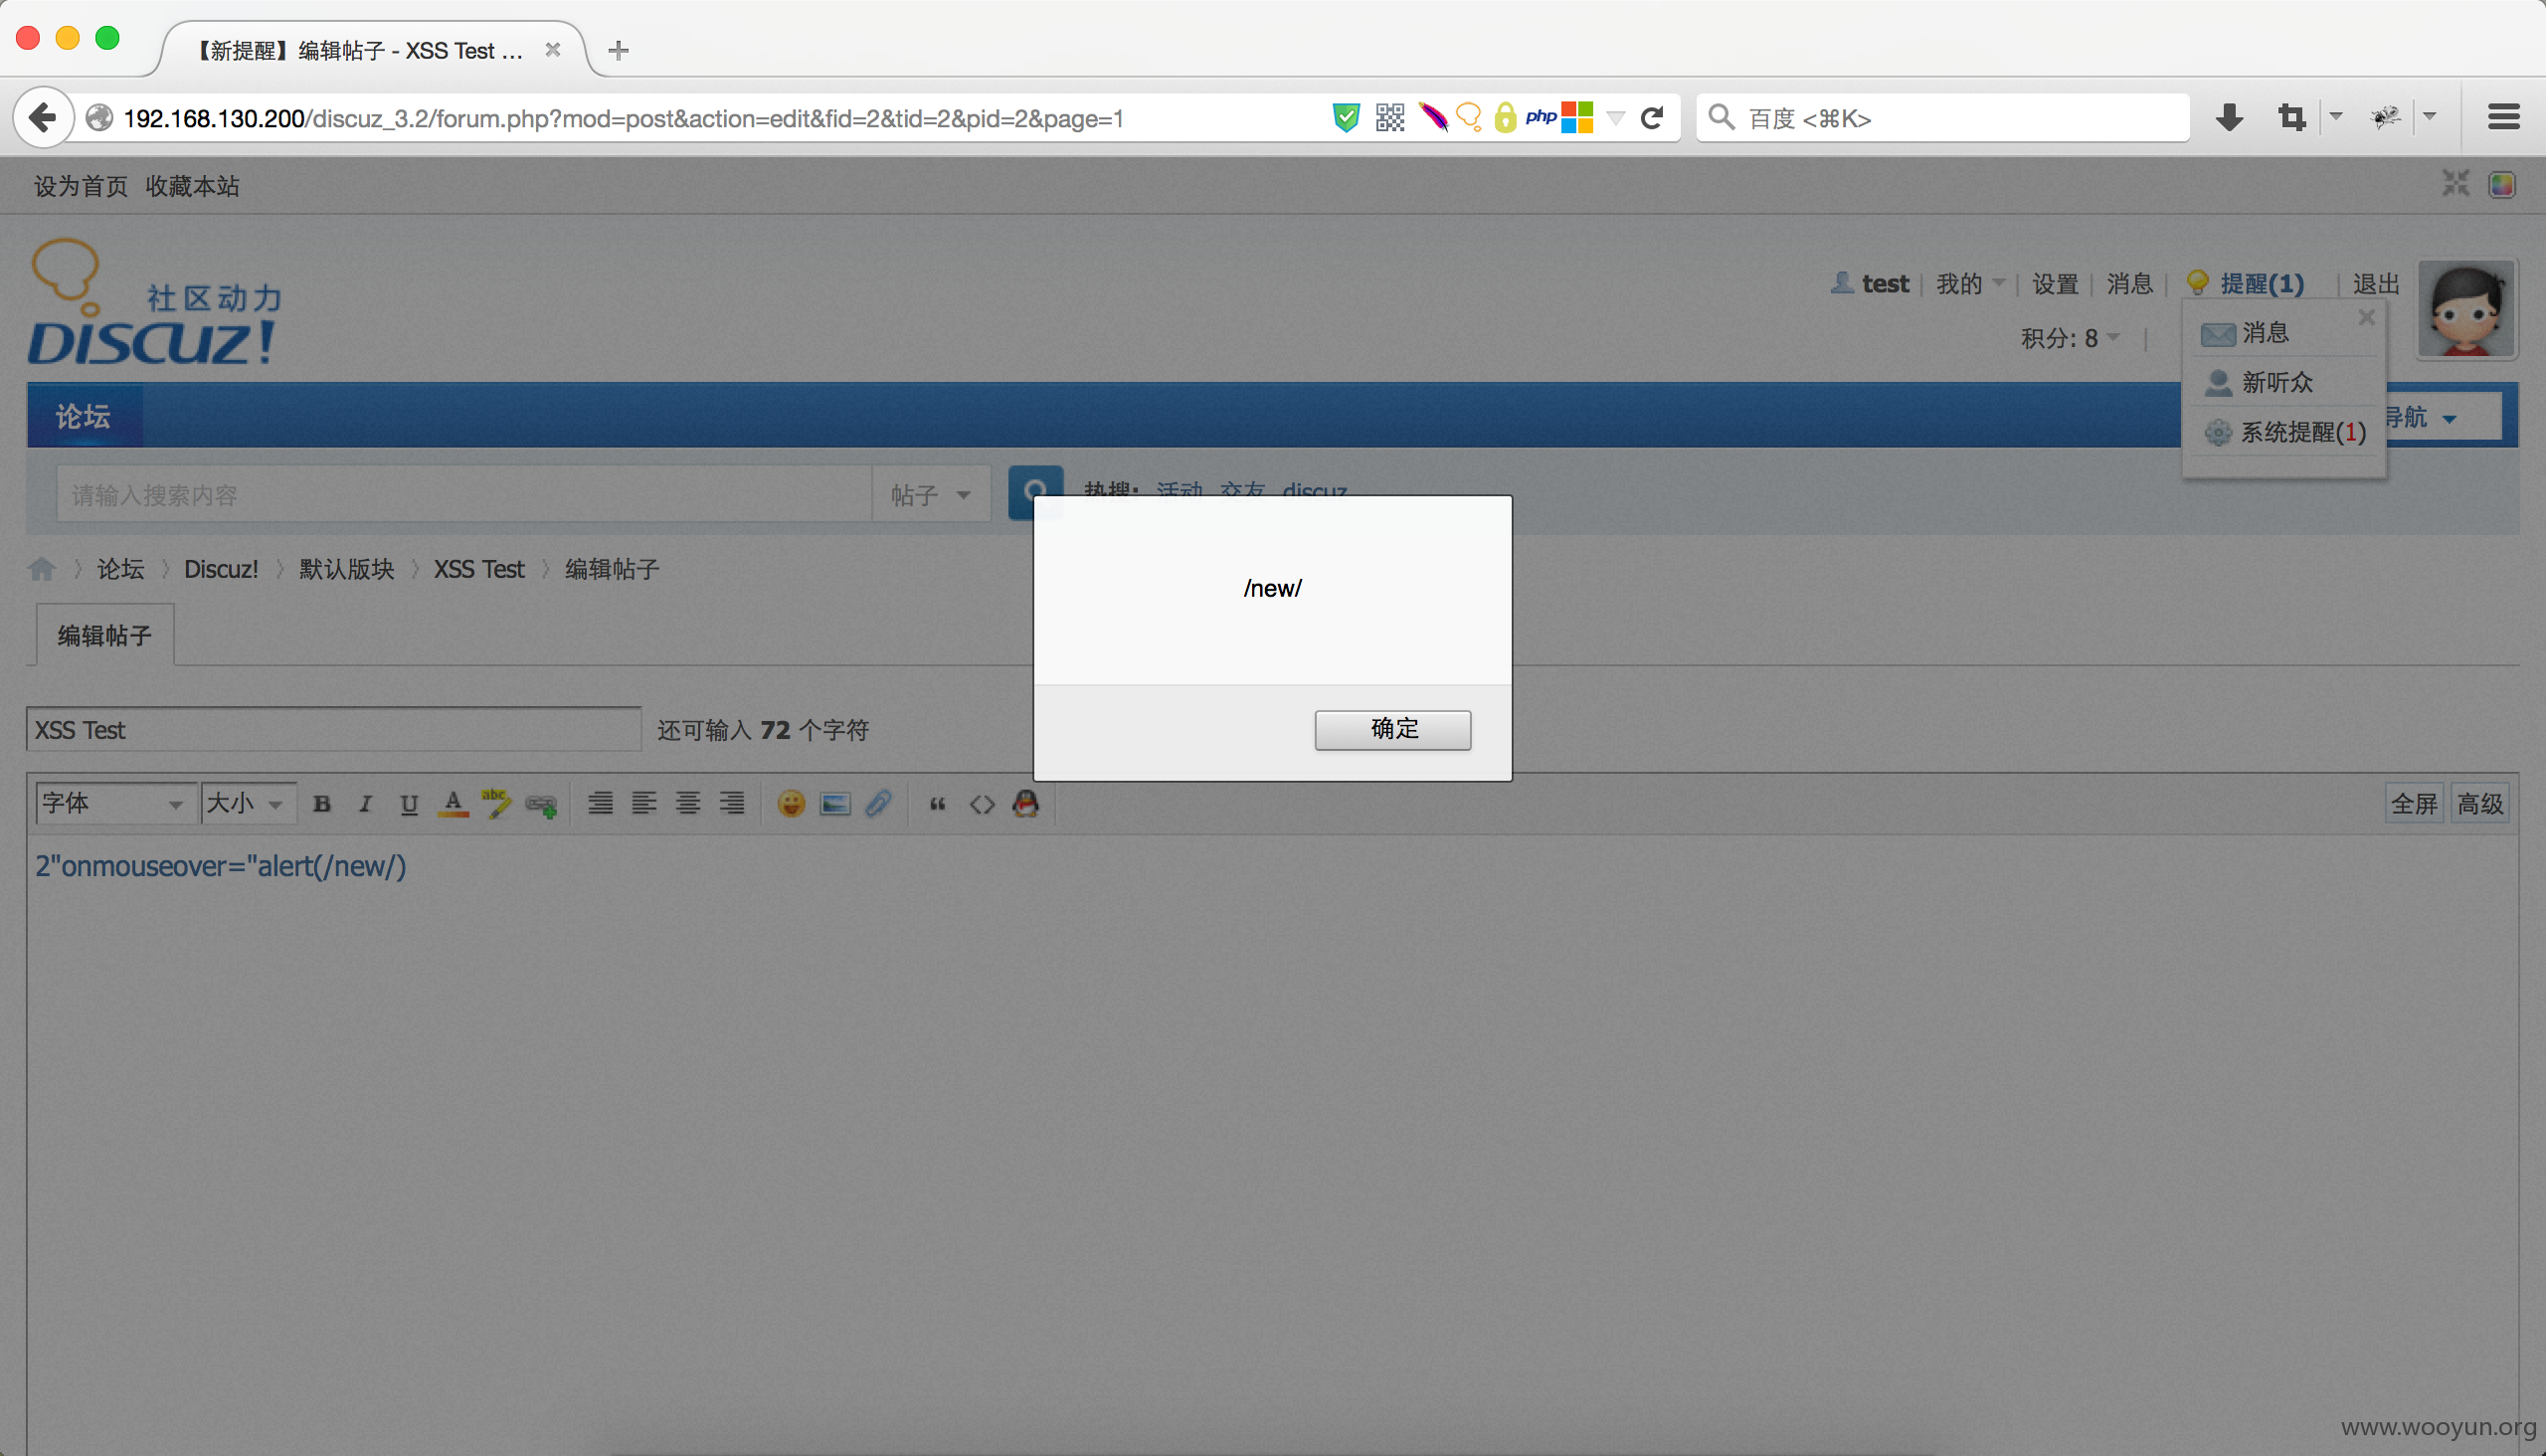 【新提醒】编辑帖子 - XSS Test ...
192.168.130.200/discuz_3.2/forum.php?mod=post&action=edit&fid=2&tid=2&pid=2&page=1
php
百度 <⌘K>
设为首页 收藏本站
社区动力
DISCUZ!
test 我的 设置 消息 提醒(1) 退出
积分: 8
消息
新听众
系统提醒(1)
论坛
导航
请输入搜索内容
帖子
热搜: 活动 交友 discuz
论坛 〉 Discuz! 〉 默认版块 〉 XSS Test 〉 编辑帖子
/new/
确定
编辑帖子
XSS Test
还可输入 72 个字符
字体 大小 B I U A abc “ <> 全屏 高级
2"onmouseover="alert(/new/)
www.wooyun.org